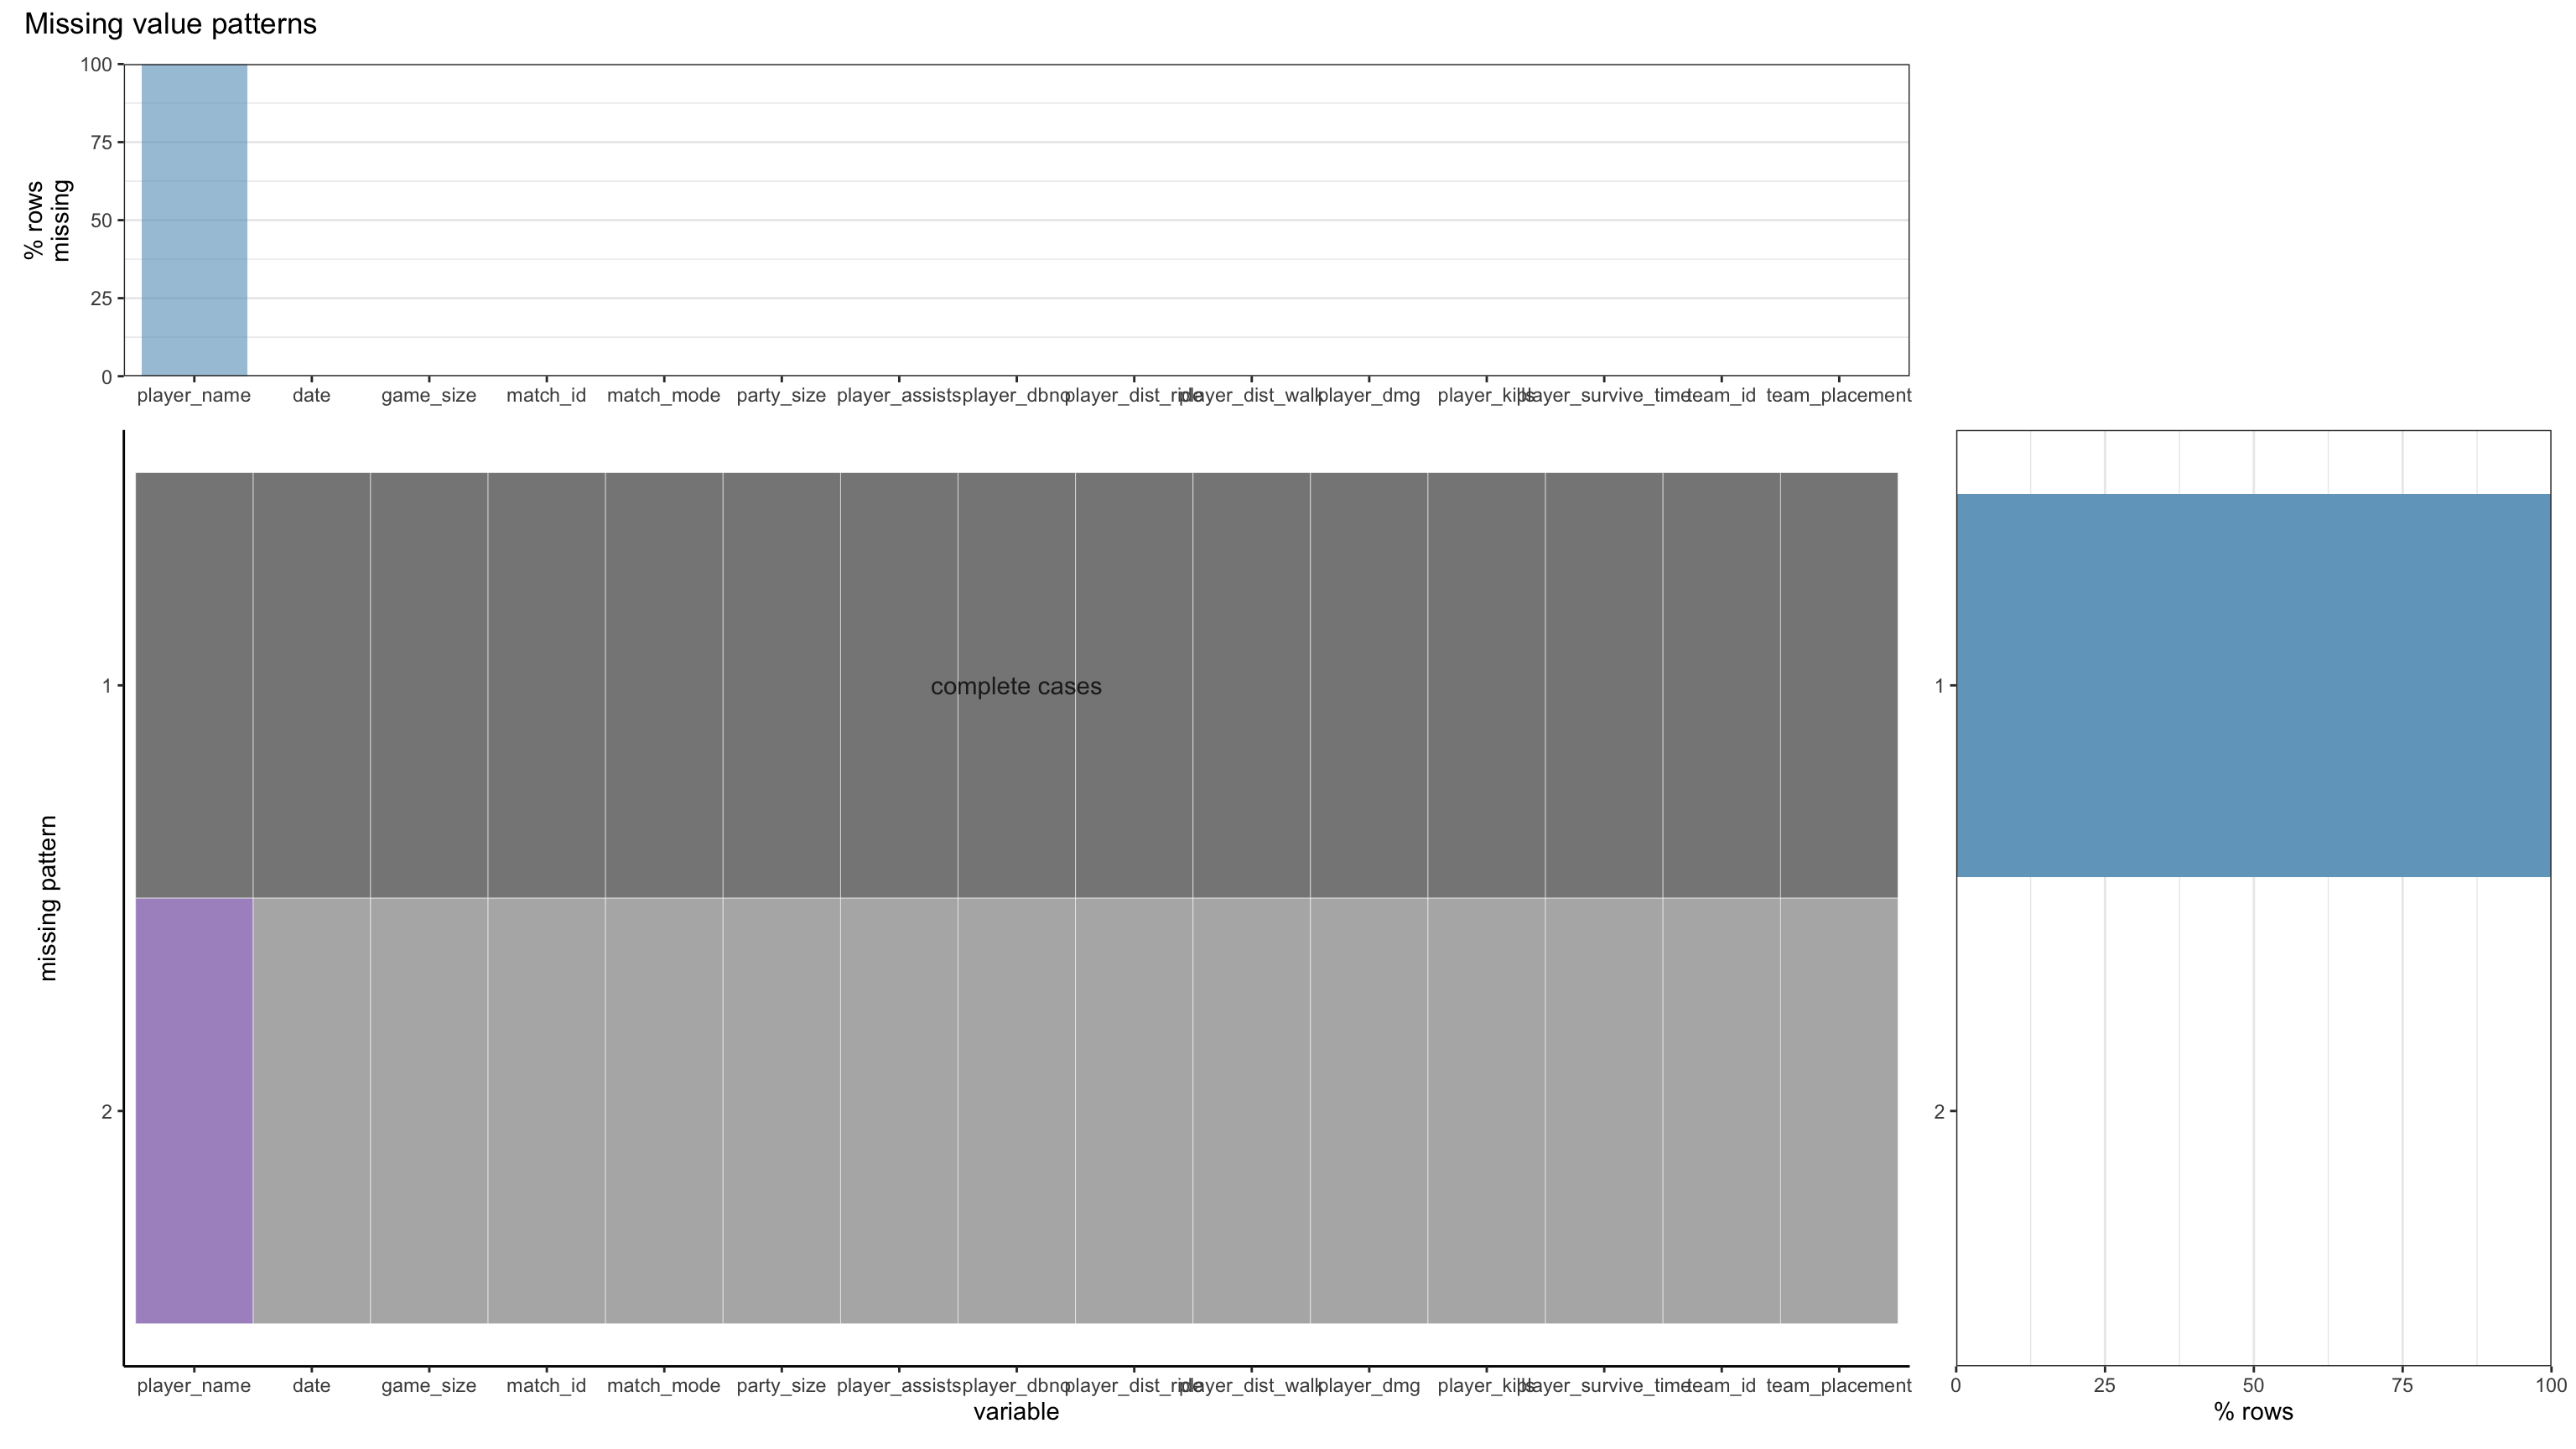 Missing value patterns
% rows
missing
100
75
50
25
0
player_name date game_size match_id match_mode party_size player_assists player_dbno player_dist_ride player_dist_walk player_dmg player_kills player_survive_time team_id team_placement
missing pattern
1
complete cases
2
player_name date game_size match_id match_mode party_size player_assists player_dbno player_dist_ride player_dist_walk player_dmg player_kills player_survive_time team_id team_placement
variable
1
2
0 25 50 75 100
% rows